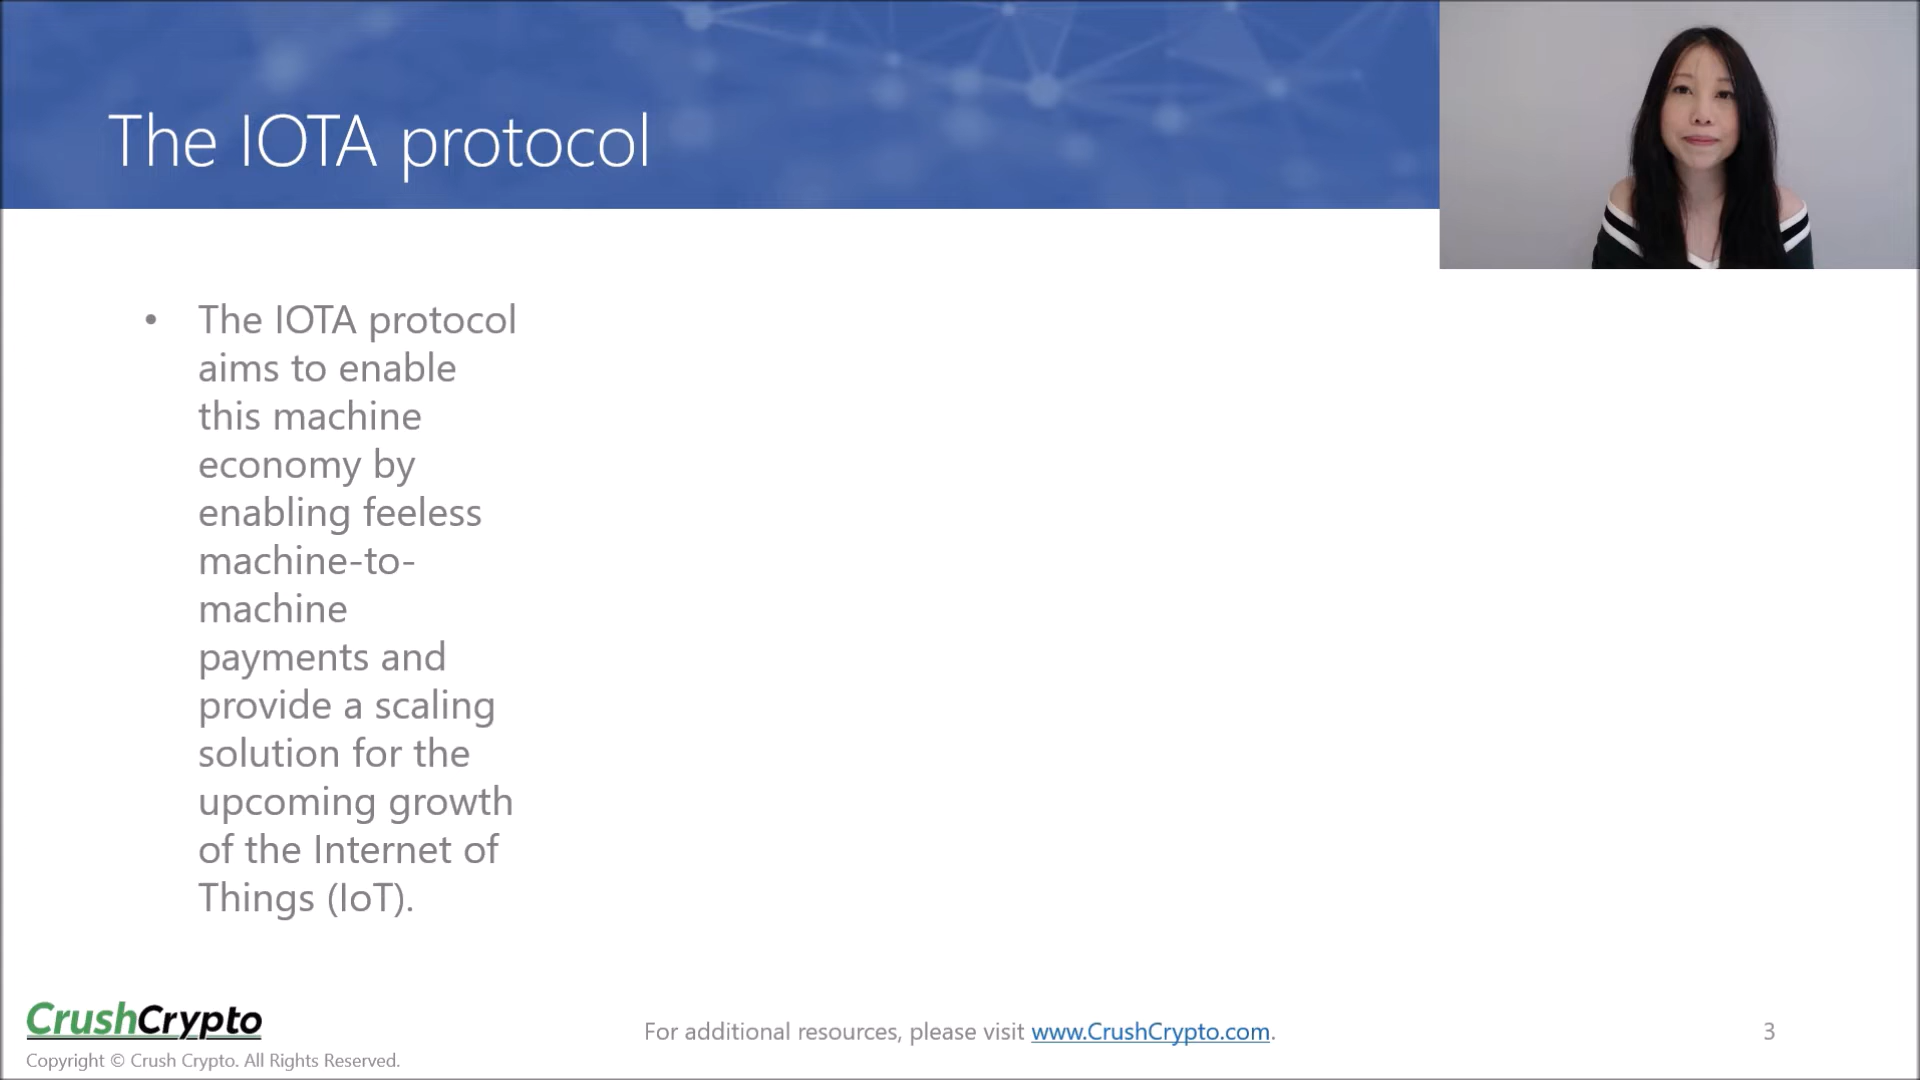 The IOTA protocol
• The IOTA protocol
aims to enable
this machine
economy by
enabling feeless
machine-to-
machine
payments and
provide a scaling
solution for the
upcoming growth
of the Internet of
Things (IoT).
CrushCrypto
Copyright © Crush Crypto. All Rights Reserved.
For additional resources, please visit www.CrushCrypto.com.
3